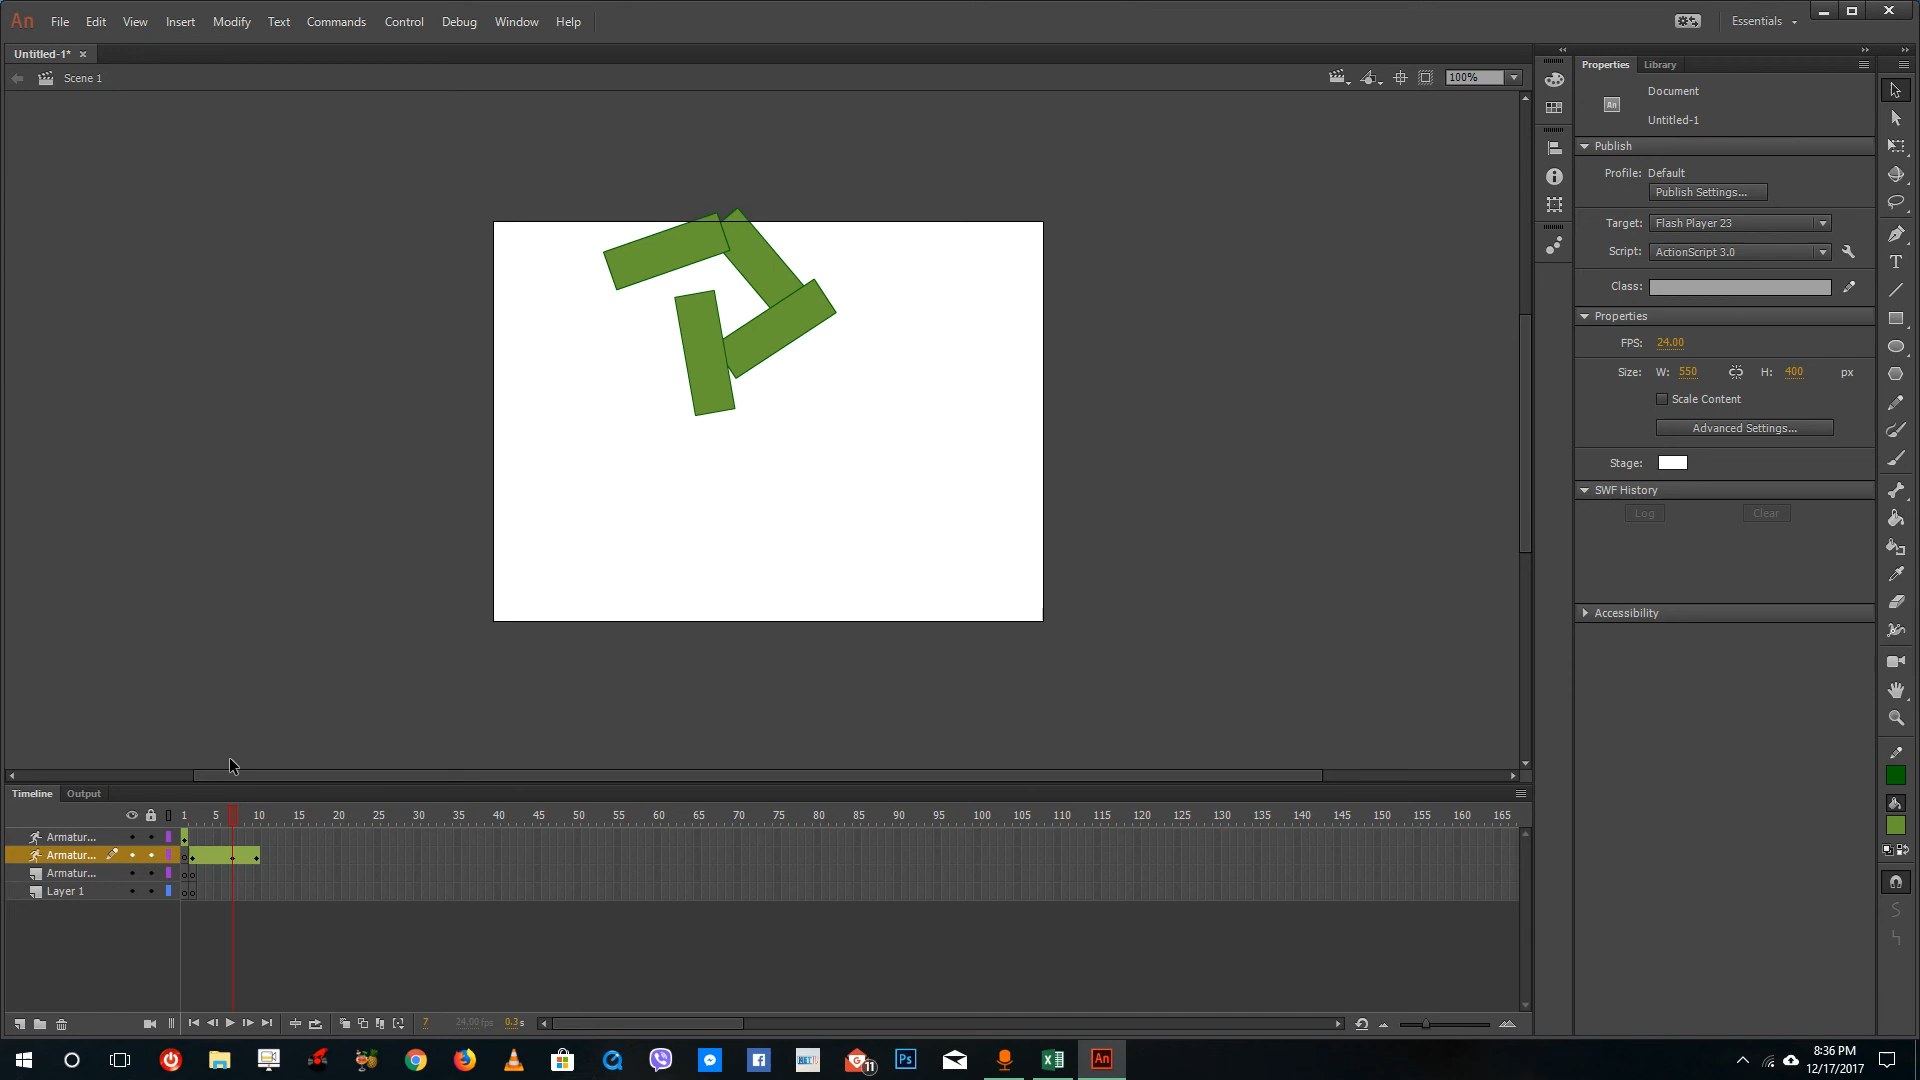 An File Edit View Insert Modify Text Commands Control Debug Window Help Essentials
Untitled-1*
Scene 1
100%
Properties Library
Document
An
Untitled-1
Publish
Profile: Default
Publish Settings...
Target: Flash Player 23
Script: ActionScript 3.0
Class:
Properties
FPS: 24.00
Size: W: 550 H: 400 px
Scale Content
Advanced Settings...
Stage:
SWF History
Log Clear
Accessibility
T
Timeline Output
1 5 10 15 20 25 30 35 40 45 50 55 60 65 70 75 80 85 90 95 100 105 110 115 120 125 130 135 140 145 150 155 160 165
Armatur...
Armatur...
Armatur...
Layer 1
7 24.00 fps 0.3 s
11
Ps
An
8:36 PM
12/17/2017